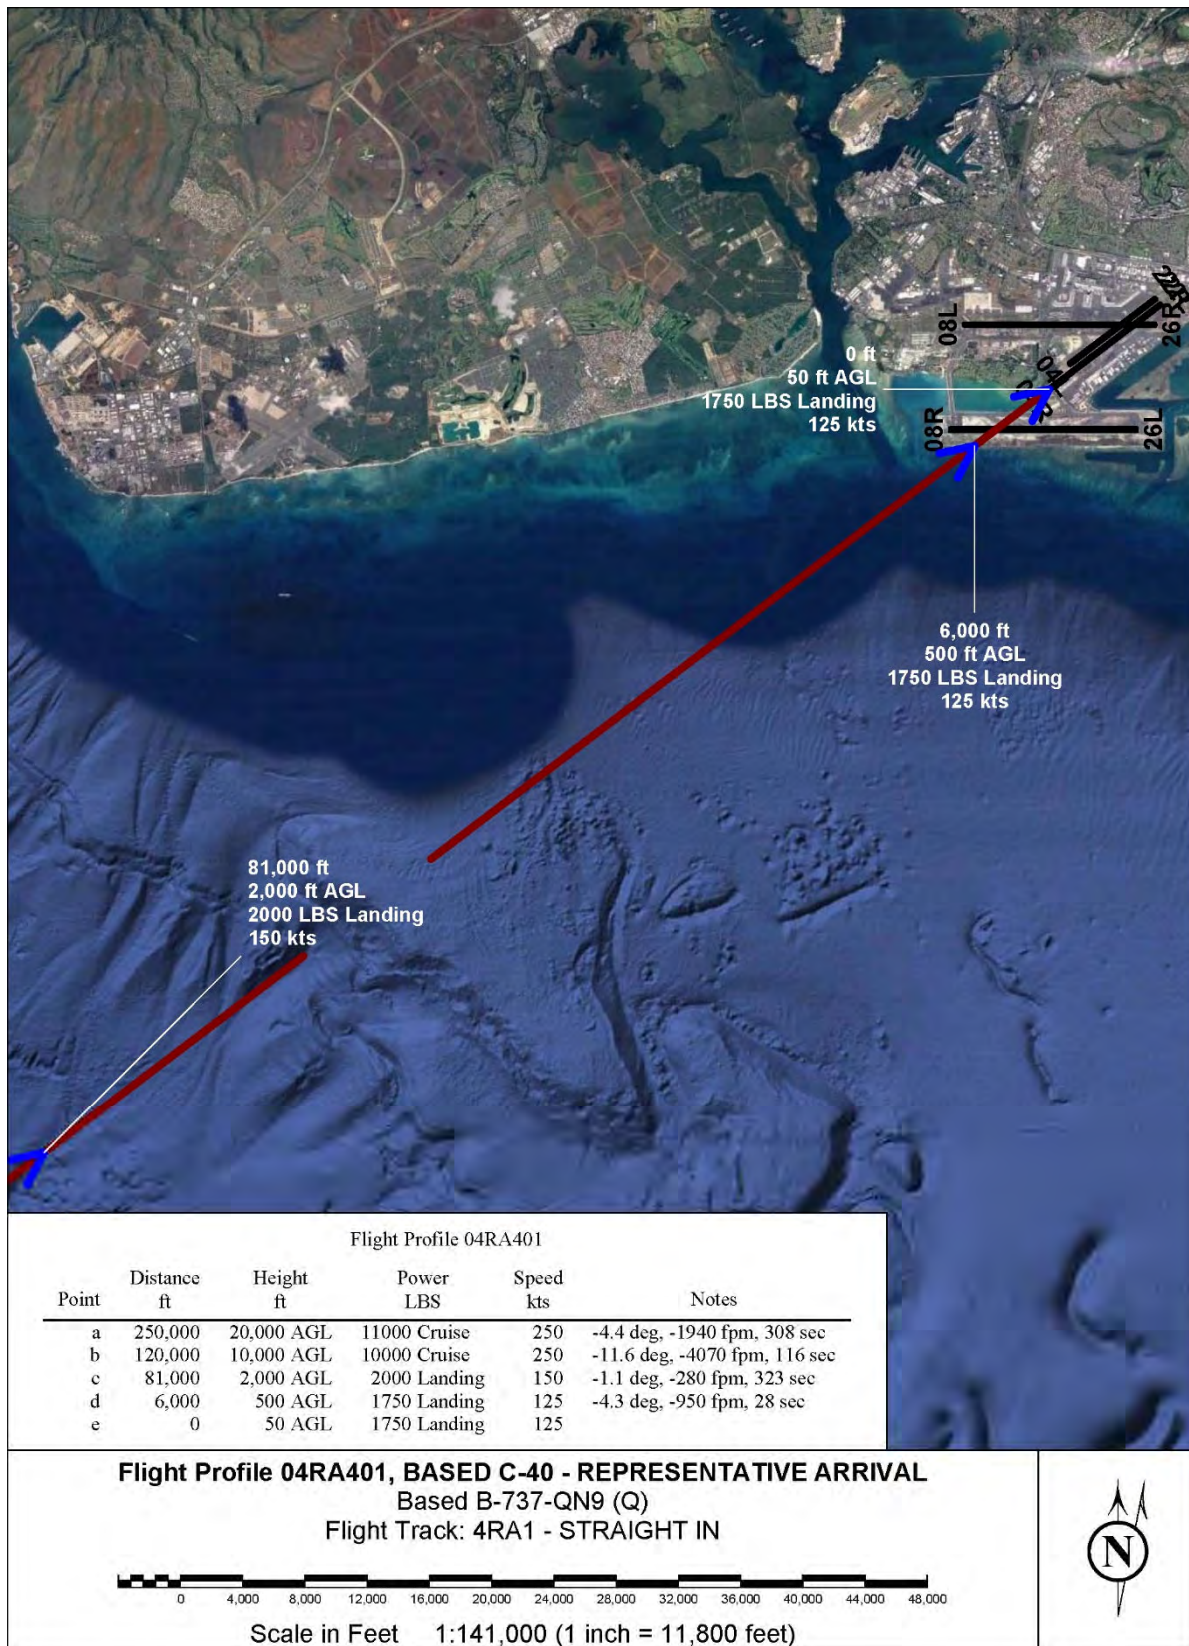 08L
26R
04L
0 ft
50 ft AGL
1750 LBS Landing
125 kts
08R
26L
6,000 ft
500 ft AGL
1750 LBS Landing
125 kts
81,000 ft
2,000 ft AGL
2000 LBS Landing
150 kts
Flight Profile 04RA401
Point Distance ft Height ft Power LBS Speed kts Notes
a 250,000 20,000 AGL 11000 Cruise 250 -4.4 deg, -1940 fpm, 308 sec
b 120,000 10,000 AGL 10000 Cruise 250 -11.6 deg, -4070 fpm, 116 sec
c 81,000 2,000 AGL 2000 Landing 150 -1.1 deg, -280 fpm, 323 sec
d 6,000 500 AGL 1750 Landing 125 -4.3 deg, -950 fpm, 28 sec
e 0 50 AGL 1750 Landing 125
Flight Profile 04RA401, BASED C-40 - REPRESENTATIVE ARRIVAL
Based B-737-QN9 (Q)
Flight Track: 4RA1 - STRAIGHT IN
0 4,000 8,000 12,000 16,000 20,000 24,000 28,000 32,000 36,000 40,000 44,000 48,000
Scale in Feet 1:141,000 (1 inch = 11,800 feet)
N